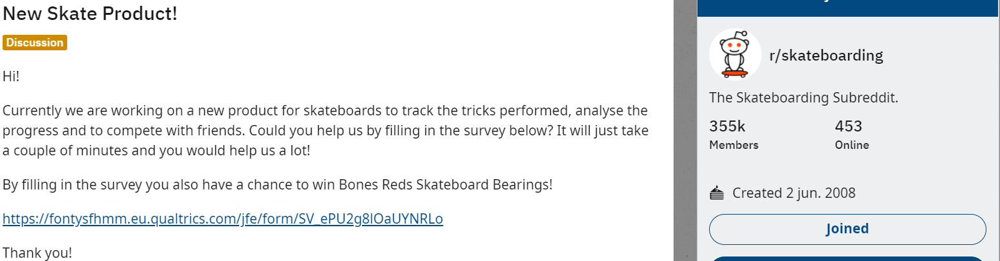 New Skate Product!
Discussion
Hi!
Currently we are working on a new product for skateboards to track the tricks performed, analyse the
progress and to compete with friends. Could you help us by filling in the survey below? It will just take
a couple of minutes and you would help us a lot!
By filling in the survey you also have a chance to win Bones Reds Skateboard Bearings!
https://fontysfhmm.eu.qualtrics.com/jfe/form/SV_ePU2g8lOaUYNRLo
Thank you!
r/skateboarding
The Skateboarding Subreddit.
355k
453
Members
Online
Created 2 jun. 2008
Joined